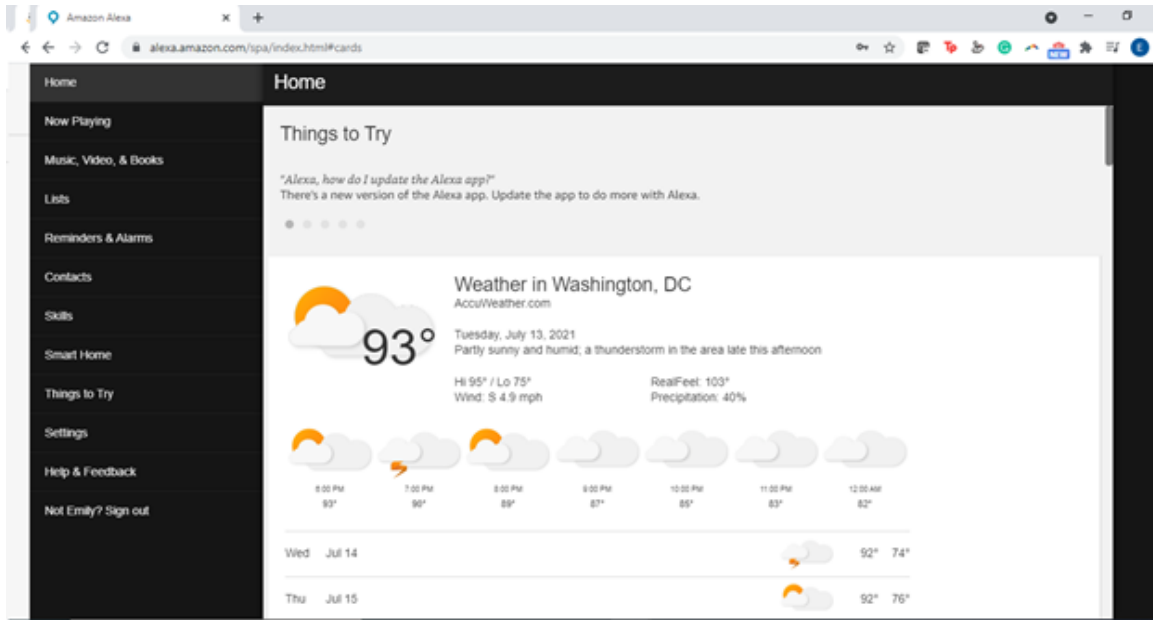 Amazon Alexa
alexa.amazon.com/spa/index.html#cards
NEW
E
Home
Now Playing
Music, Video, & Books
Lists
Reminders & Alarms
Contacts
Skills
Smart Home
Things to Try
Settings
Help & Feedback
Not Emily? Sign out
Home
Things to Try
"Alexa, how do I update the Alexa app?"
There's a new version of the Alexa app. Update the app to do more with Alexa.
93°
Weather in Washington, DC
AccuWeather.com
Tuesday, July 13, 2021
Partly sunny and humid; a thunderstorm in the area late this afternoon
Hi 95° / Lo 75° RealFeel: 103°
Wind: S 4.9 mph Precipitation: 40%
6:00 PM 7:00 PM 8:00 PM 9:00 PM 10:00 PM 11:00 PM 12:00 AM
93° 90° 89° 87° 85° 83° 82°
Wed Jul 14 92° 74°
Thu Jul 15 92° 76°